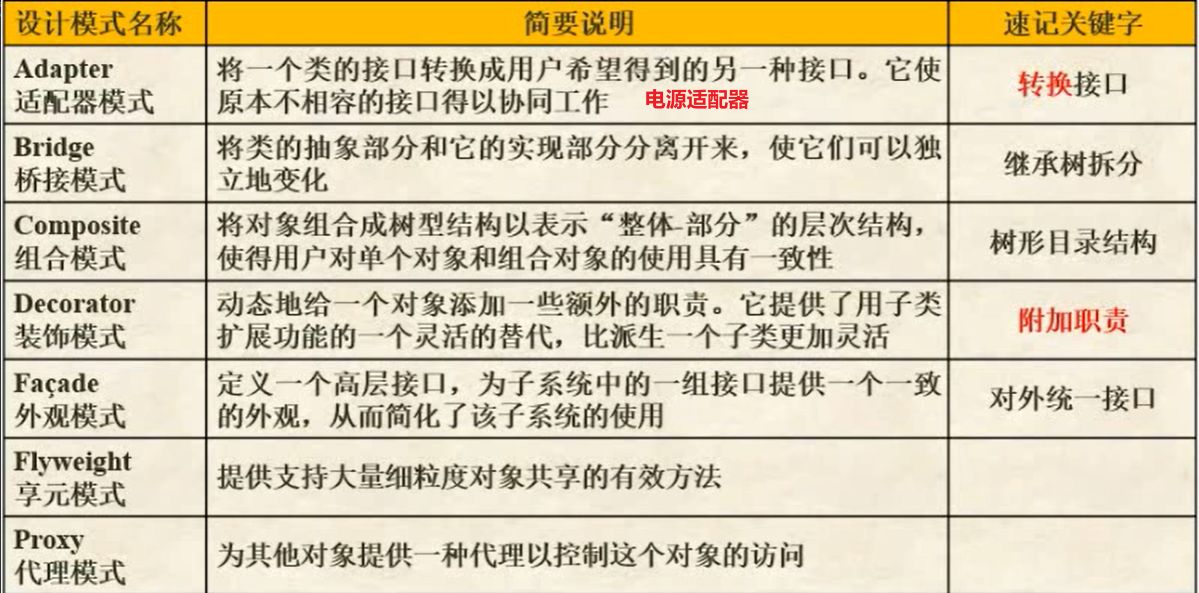 设计模式名称
简要说明
速记关键字
Adapter
适配器模式
将一个类的接口转换成用户希望得到的另一种接口。它使
原本不相容的接口得以协同工作
电源适配器
转换接口
Bridge
桥接模式
将类的抽象部分和它的实现部分分离开来，使它们可以独
立地变化
继承树拆分
Composite
组合模式
将对象组合成树型结构以表示“整体-部分”的层次结构，
使得用户对单个对象和组合对象的使用具有一致性
树形目录结构
Decorator
装饰模式
动态地给一个对象添加一些额外的职责。它提供了用子类
扩展功能的一个灵活的替代，比派生一个子类更加灵活
附加职责
Façade
外观模式
定义一个高层接口，为子系统中的一组接口提供一个一致
的外观，从而简化了该子系统的使用
对外统一接口
Flyweight
享元模式
提供支持大量细粒度对象共享的有效方法
Proxy
代理模式
为其他对象提供一种代理以控制这个对象的访问